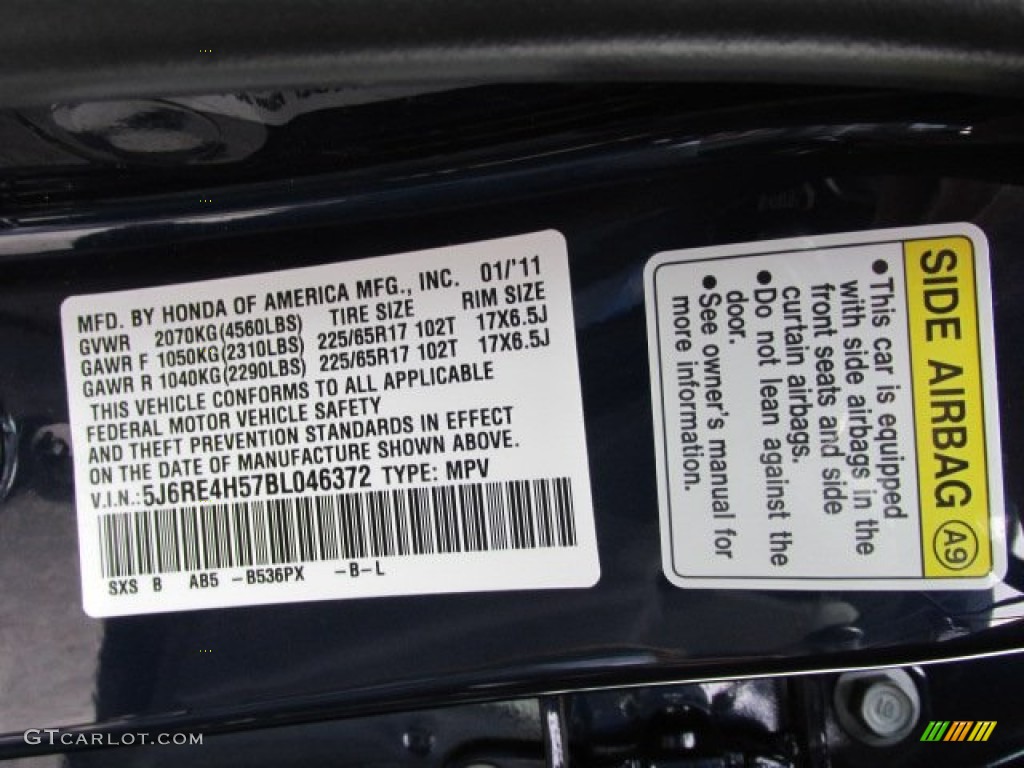 MFD. BY HONDA OF AMERICA MFG., INC. 01/'11
GVWR 2070KG(4560LBS) TIRE SIZE RIM SIZE
GAWR F 1050KG(2310LBS) 225/65R17 102T 17X6.5J
GAWR R 1040KG(2290LBS) 225/65R17 102T 17X6.5J
THIS VEHICLE CONFORMS TO ALL APPLICABLE
FEDERAL MOTOR VEHICLE SAFETY
AND THEFT PREVENTION STANDARDS IN EFFECT
ON THE DATE OF MANUFACTURE SHOWN ABOVE.
V.I.N.:5J6RE4H57BL046372 TYPE: MPV
SXS B AB5 -B536PX -B-L
SIDE AIRBAG A9
•This car is equipped
with side airbags in the
front seats and side
curtain airbags.
•Do not lean against the
door.
•See owner's manual for
more information.
GTCARLOT.COM